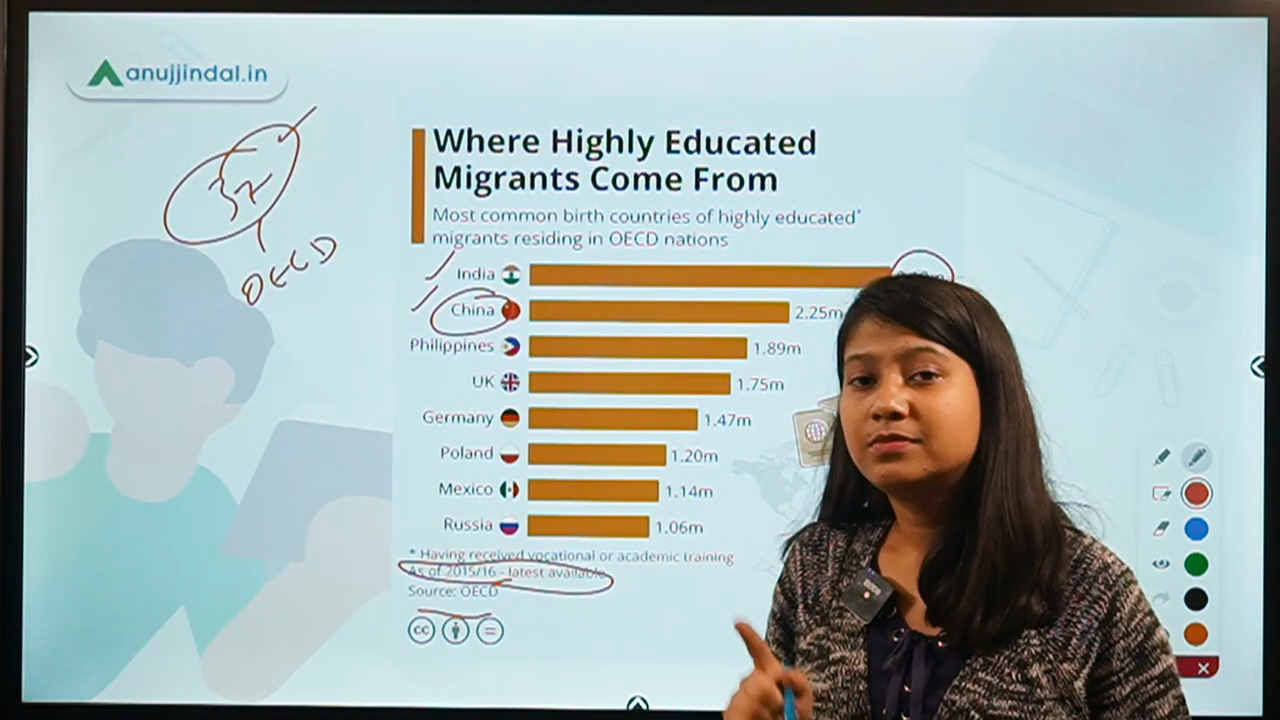 anujjindal.in
Where Highly Educated
Migrants Come From
Most common birth countries of highly educated*
migrants residing in OECD nations
OECD
India
China 2.25m
Philippines 1.89m
UK 1.75m
Germany 1.47m
Poland 1.20m
Mexico 1.14m
Russia 1.06m
* Having received vocational or academic training
As of 2015/16 - latest available
Source: OECD
cc